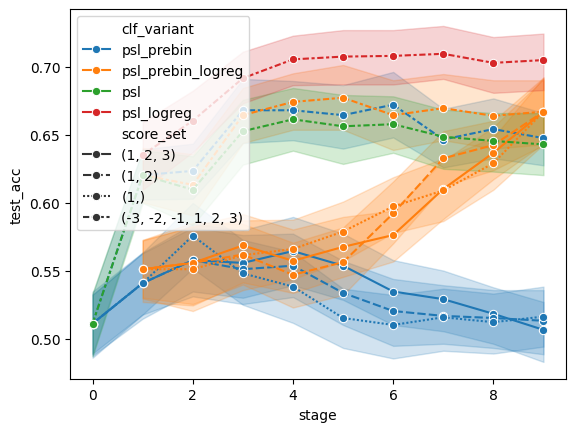 clf_variant
psl_prebin
psl_prebin_logreg
psl
psl_logreg
score_set
(1, 2, 3)
(1, 2)
(1,)
(-3, -2, -1, 1, 2, 3)
test_acc
0.70
0.65
0.60
0.55
0.50
0 2 4 6 8
stage